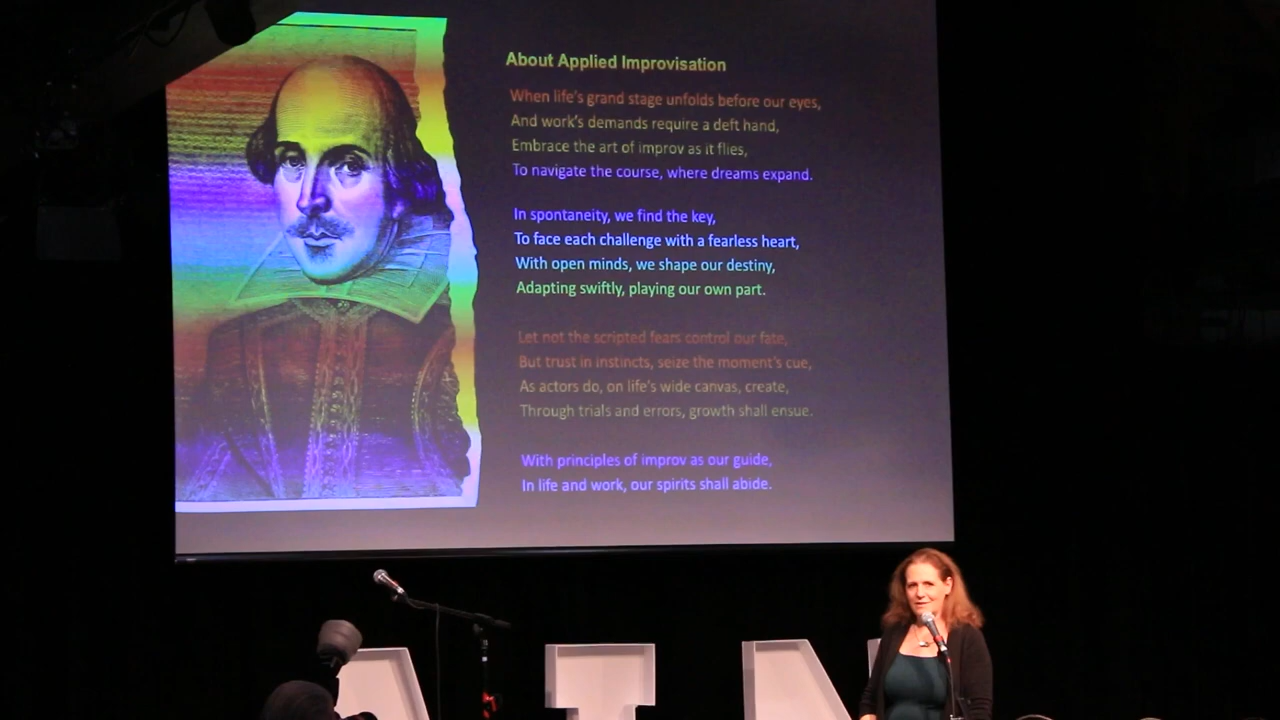 About Applied Improvisation
When life's grand stage unfolds before our eyes,
And work's demands require a deft hand,
Embrace the art of improv as it flies,
To navigate the course, where dreams expand.
In spontaneity, we find the key,
To face each challenge with a fearless heart,
With open minds, we shape our destiny,
Adapting swiftly, playing our own part.
Let not the scripted fears control our fate,
But trust in instincts, seize the moment's cue,
As actors do, on life's wide canvas, create,
Through trials and errors, growth shall ensue.
With principles of improv as our guide,
In life and work, our spirits shall abide.
AIN